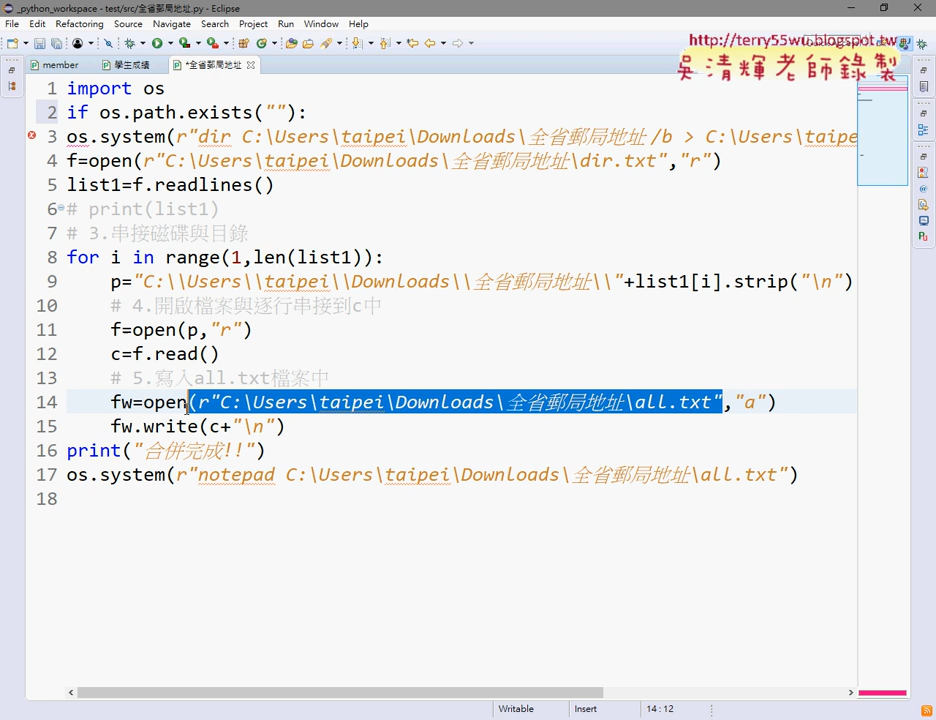 _python_workspace - test/src/全省郵局地址.py - Eclipse
File Edit Refactoring Source Navigate Search Project Run Window Help
http://terry55wu.blogspot.tw
吳清輝老師錄製
member 學生成績 *全省郵局地址
1 import os
2 if os.path.exists(""):
3 os.system(r"dir C:\Users\taipei\Downloads\全省郵局地址 /b > C:\Users\taipe
4 f=open(r"C:\Users\taipei\Downloads\全省郵局地址\dir.txt","r")
5 list1=f.readlines()
6 # print(list1)
7 # 3.串接磁碟與目錄
8 for i in range(1,len(list1)):
9 p="C:\\Users\\taipei\\Downloads\\全省郵局地址\\"+list1[i].strip("\n")
10 # 4.開啟檔案與逐行串接到c中
11 f=open(p,"r")
12 c=f.read()
13 # 5.寫入all.txt檔案中
14 fw=open(r"C:\Users\taipei\Downloads\全省郵局地址\all.txt","a")
15 fw.write(c+"\n")
16 print("合併完成!!")
17 os.system(r"notepad C:\Users\taipei\Downloads\全省郵局地址\all.txt")
18
Writable Insert 14 : 12